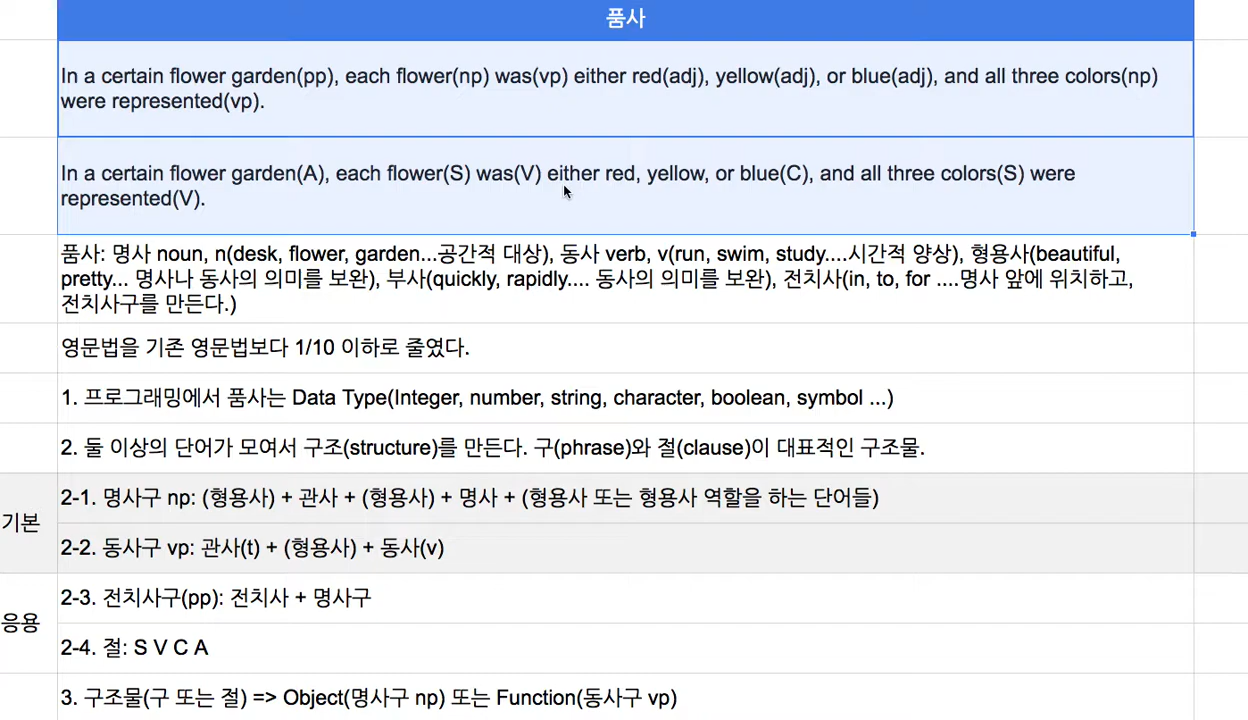 품사
In a certain flower garden(pp), each flower(np) was(vp) either red(adj), yellow(adj), or blue(adj), and all three colors(np)
were represented(vp).
In a certain flower garden(A), each flower(S) was(V) either red, yellow, or blue(C), and all three colors(S) were
represented(V).
품사: 명사 noun, n(desk, flower, garden...공간적 대상), 동사 verb, v(run, swim, study....시간적 양상), 형용사(beautiful,
pretty... 명사나 동사의 의미를 보완), 부사(quickly, rapidly.... 동사의 의미를 보완), 전치사(in, to, for ....명사 앞에 위치하고,
전치사구를 만든다.)
영문법을 기존 영문법보다 1/10 이하로 줄였다.
1. 프로그래밍에서 품사는 Data Type(Integer, number, string, character, boolean, symbol ...)
2. 둘 이상의 단어가 모여서 구조(structure)를 만든다. 구(phrase)와 절(clause)이 대표적인 구조물.
2-1. 명사구 np: (형용사) + 관사 + (형용사) + 명사 + (형용사 또는 형용사 역할을 하는 단어들)
기본
2-2. 동사구 vp: 관사(t) + (형용사) + 동사(v)
2-3. 전치사구(pp): 전치사 + 명사구
응용
2-4. 절: S V C A
3. 구조물(구 또는 절) => Object(명사구 np) 또는 Function(동사구 vp)